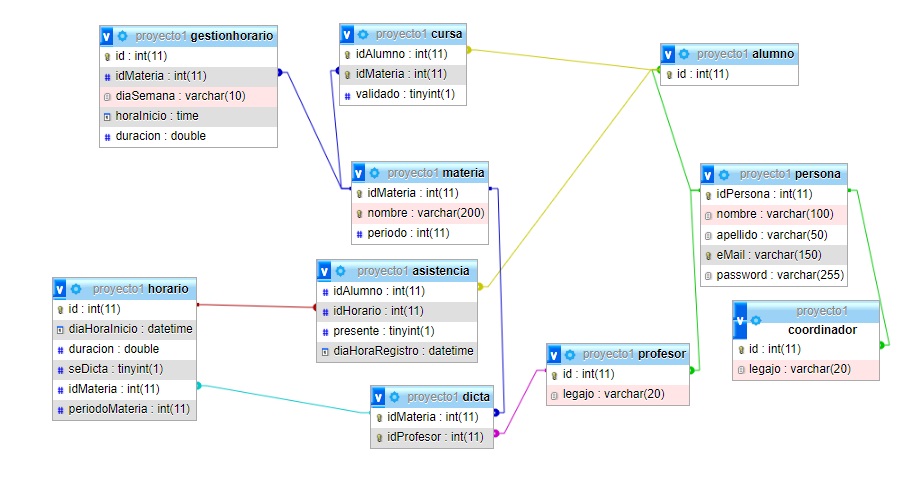 proyecto1 gestionhorario
id : int(11)
idMateria : int(11)
diaSemana : varchar(10)
horaInicio : time
duracion : double
proyecto1 cursa
idAlumno : int(11)
idMateria : int(11)
validado : tinyint(1)
proyecto1 alumno
id : int(11)
proyecto1 materia
idMateria : int(11)
nombre : varchar(200)
periodo : int(11)
proyecto1 persona
idPersona : int(11)
nombre : varchar(100)
apellido : varchar(50)
eMail : varchar(150)
password : varchar(255)
proyecto1 asistencia
idAlumno : int(11)
idHorario : int(11)
presente : tinyint(1)
diaHoraRegistro : datetime
proyecto1 horario
id : int(11)
diaHoraInicio : datetime
duracion : double
seDicta : tinyint(1)
idMateria : int(11)
periodoMateria : int(11)
proyecto1
coordinador
id : int(11)
legajo : varchar(20)
proyecto1 profesor
id : int(11)
legajo : varchar(20)
proyecto1 dicta
idMateria : int(11)
idProfesor : int(11)